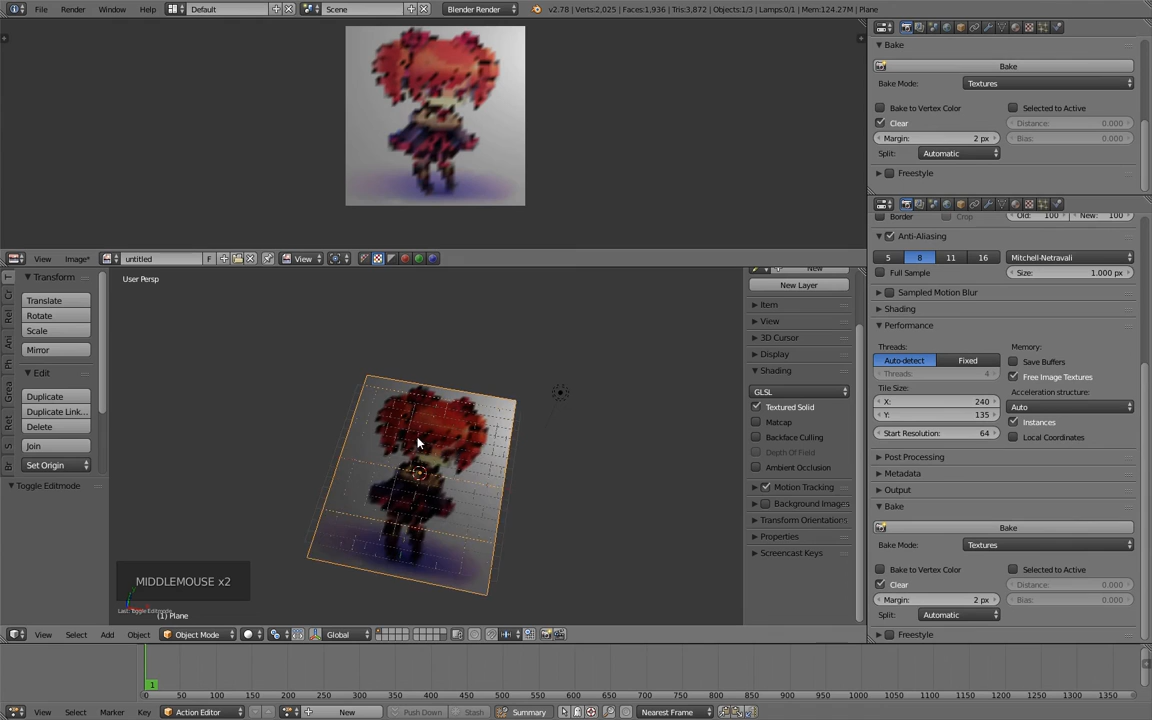 File Render Window Help Default Scene Blender Render v2.78 | Verts:2,025 | Faces:1,936 | Tris:3,872 | Objects:1/3 | Lamps:0/1 | Mem:124.27M | Plane
Bake
Bake
Bake Mode: Textures
Bake to Vertex Color Selected to Active
Clear Distance: 0.000
Margin: 2 px Bias: 0.000
Split: Automatic
Freestyle
Border Crop Old: 100 New: 100
Anti-Aliasing
5 8 11 16 Mitchell-Netravali
Full Sample Size: 1.000 px
Sampled Motion Blur
Shading
Performance
Threads: Memory:
Auto-detect Fixed Save Buffers
Threads: 4 Free Image Textures
Tile Size: Acceleration structure:
X: 240 Auto
Y: 135 Instances
Start Resolution: 64 Local Coordinates
Post Processing
Metadata
Output
Bake
Bake
Bake Mode: Textures
Bake to Vertex Color Selected to Active
Clear Distance: 0.000
Margin: 2 px Bias: 0.000
Split: Automatic
Freestyle
View Image* untitled F View
Transform
Translate
Rotate
Scale
Mirror
Edit
Duplicate
Duplicate Link...
Delete
Join
Set Origin
Toggle Editmode
T
Cr
Rel
Ani
Ph
Grea
Ret
S
Br
User Persp
MIDDLEMOUSE x2
Last: Toggle Editmode
(1) Plane
New
New Layer
Item
View
3D Cursor
Display
Shading
GLSL
Textured Solid
Matcap
Backface Culling
Depth Of Field
Ambient Occlusion
Motion Tracking
Background Images
Transform Orientations
Properties
Screencast Keys
View Select Add Object Object Mode Global
1
0 50 100 150 200 250 300 350 400 450 500 550 600 650 700 750 800 850 900 950 1000 1050 1100 1150 1200 1250 1300 1350
View Select Marker Key Action Editor New Push Down Stash Summary Nearest Frame